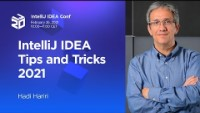 IntelliJ IDEA Conf
IntelliJ IDEA
Tips and Tricks
2021
Hadi Hariri